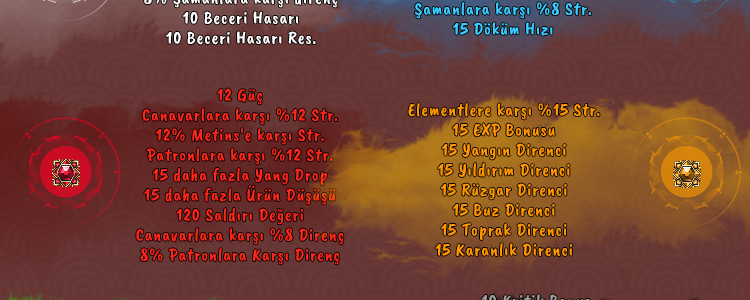 8% Şamanlara karşı Direnç
10 Beceri Hasarı
10 Beceri Hasarı Res.
Şamanlara karşı %8 Str.
15 Döküm Hızı
12 Güç
Canavarlara karşı %12 Str.
12% Metins'e karşı Str.
Patronlara karşı %12 Str.
15 daha fazla Yang Drop
15 daha fazla Ürün Düşüşü
120 Saldırı Değeri
Canavarlara karşı %8 Direnç
8% Patronlara Karşı Direnç
Elementlere karşı %15 Str.
15 EXP Bonusu
15 Yangın Direnci
15 Yıldırım Direnci
15 Rüzgar Direnci
15 Buz Direnci
15 Toprak Direnci
15 Karanlık Direnci
10 Kritik